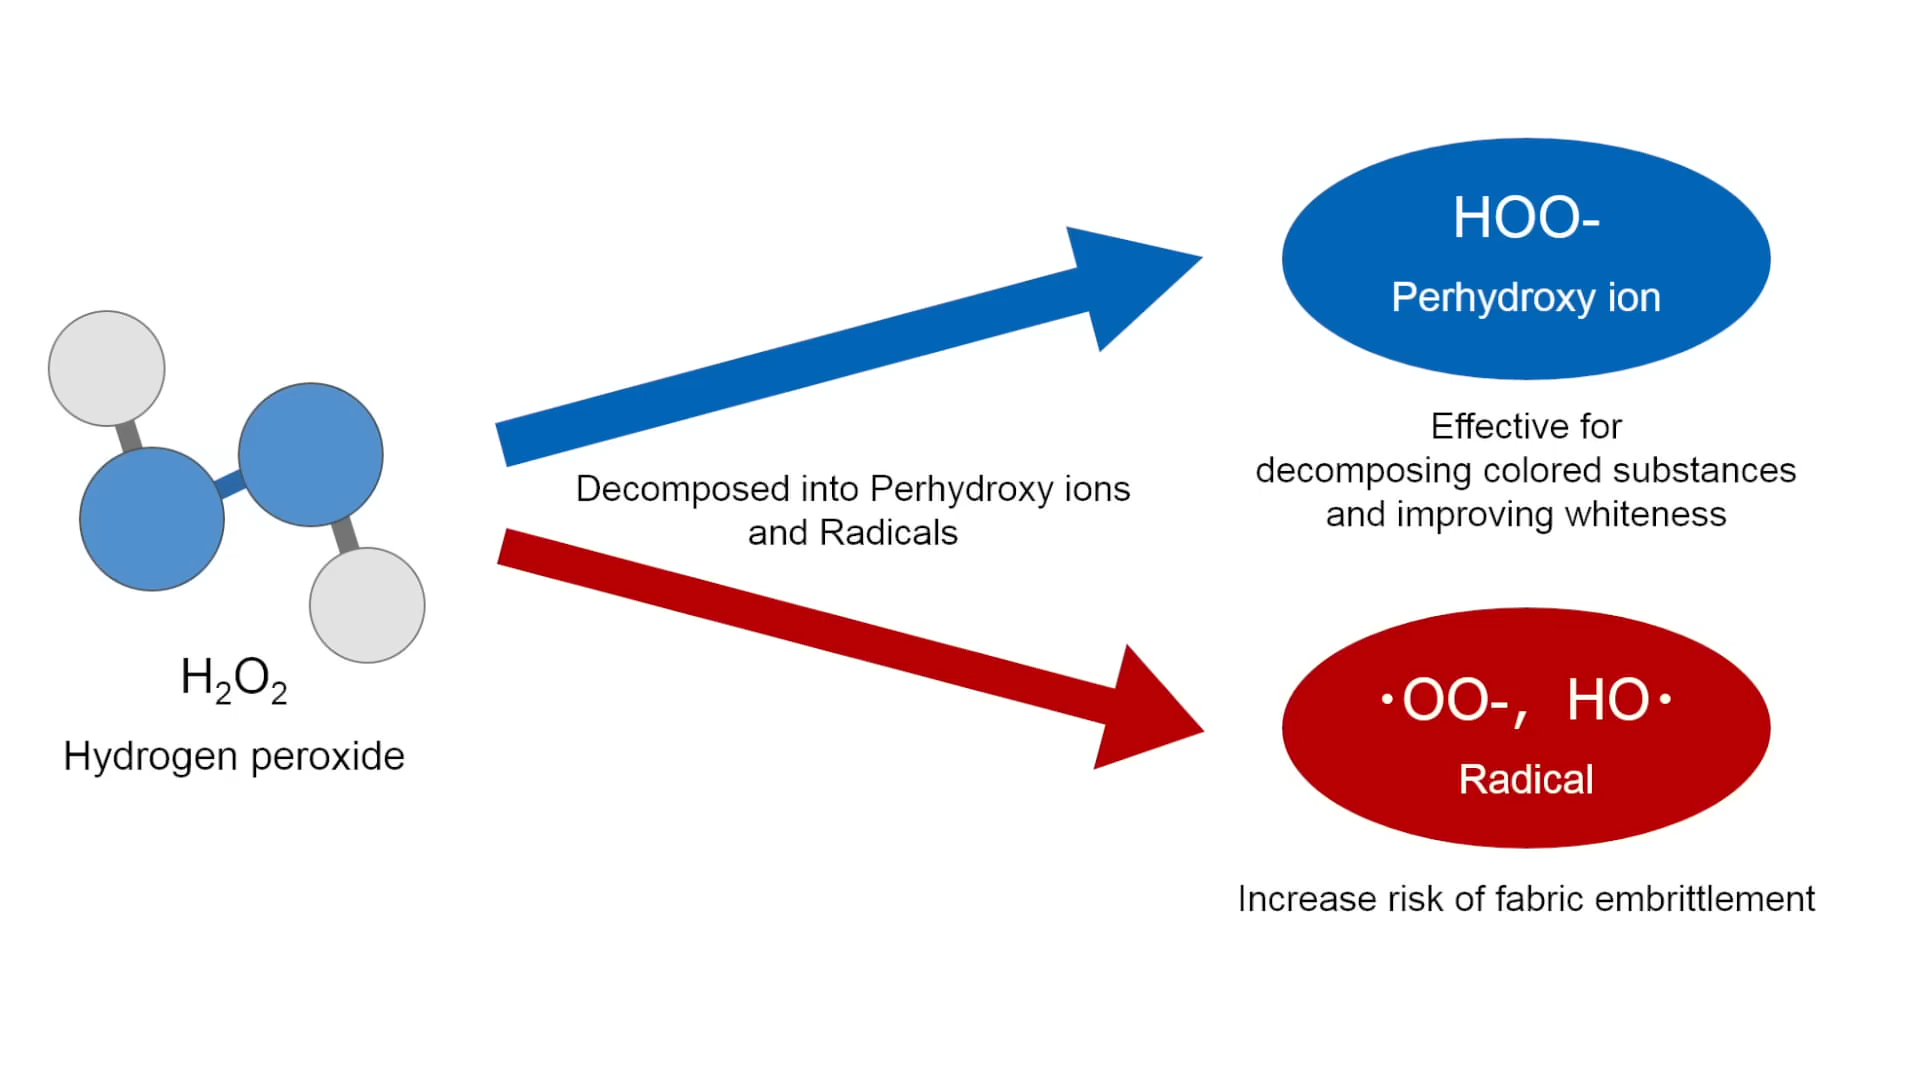 H₂O₂
Hydrogen peroxide
Decomposed into Perhydroxy ions
and Radicals
HOO-
Perhydroxy ion
Effective for
decomposing colored substances
and improving whiteness
・OO-, HO・
Radical
Increase risk of fabric embrittlement